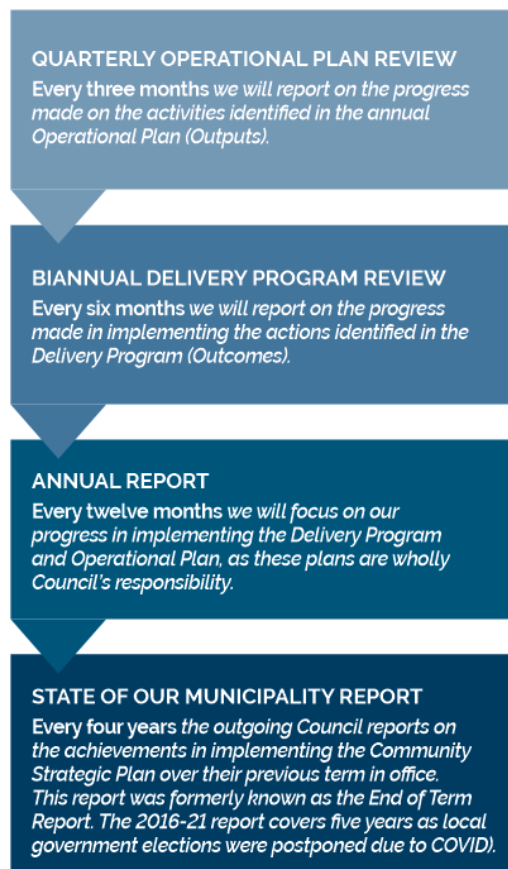 QUARTERLY OPERATIONAL PLAN REVIEW
Every three months we will report on the progress
made on the activities identified in the annual
Operational Plan (Outputs).
BIANNUAL DELIVERY PROGRAM REVIEW
Every six months we will report on the progress
made in implementing the actions identified in the
Delivery Program (Outcomes).
ANNUAL REPORT
Every twelve months we will focus on our
progress in implementing the Delivery Program
and Operational Plan, as these plans are wholly
Council's responsibility.
STATE OF OUR MUNICIPALITY REPORT
Every four years the outgoing Council reports on
the achievements in implementing the Community
Strategic Plan over their previous term in office.
This report was formerly known as the End of Term
Report. The 2016-21 report covers five years as local
government elections were postponed due to COVID).